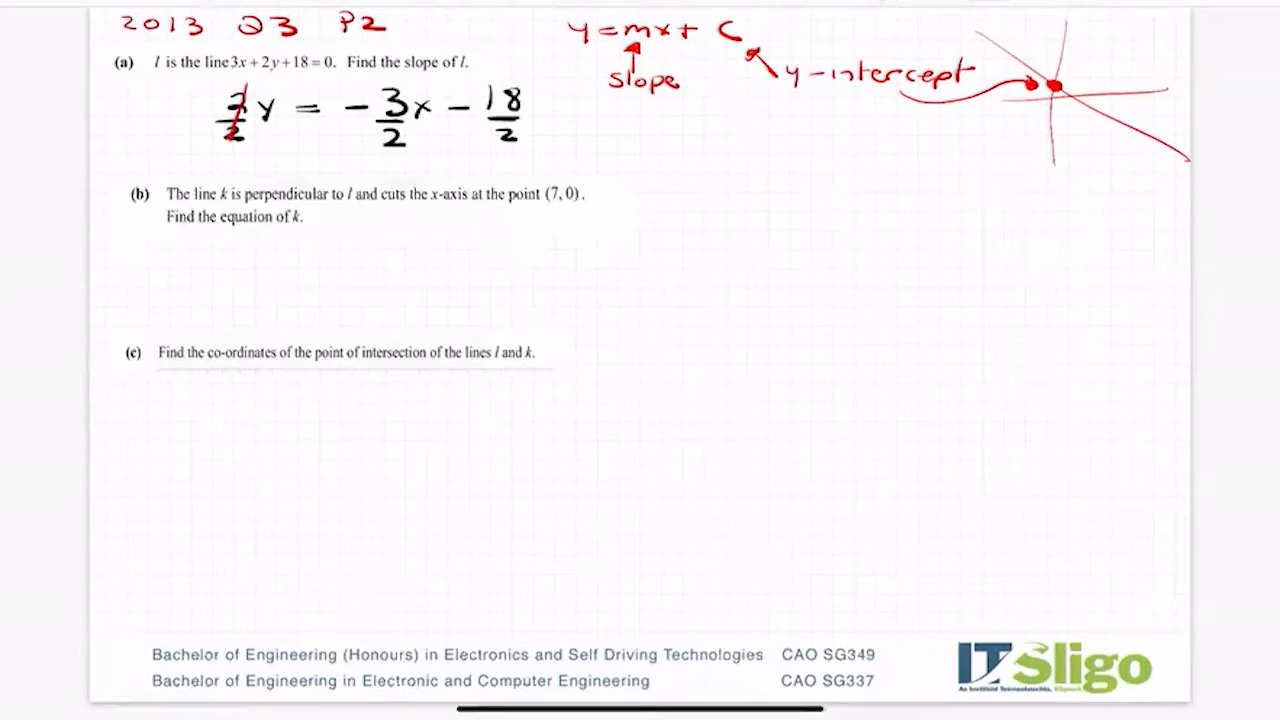 2013 Q3 P2
y = mx + c
slope
y-intercept
(a) l is the line 3x + 2y + 18 = 0. Find the slope of l.
2/2 y = - 3/2 x - 18/2
(b) The line k is perpendicular to l and cuts the x-axis at the point (7, 0).
Find the equation of k.
(c) Find the co-ordinates of the point of intersection of the lines l and k.
Bachelor of Engineering (Honours) in Electronics and Self Driving Technologies CAO SG349
Bachelor of Engineering in Electronic and Computer Engineering CAO SG337
IT Sligo